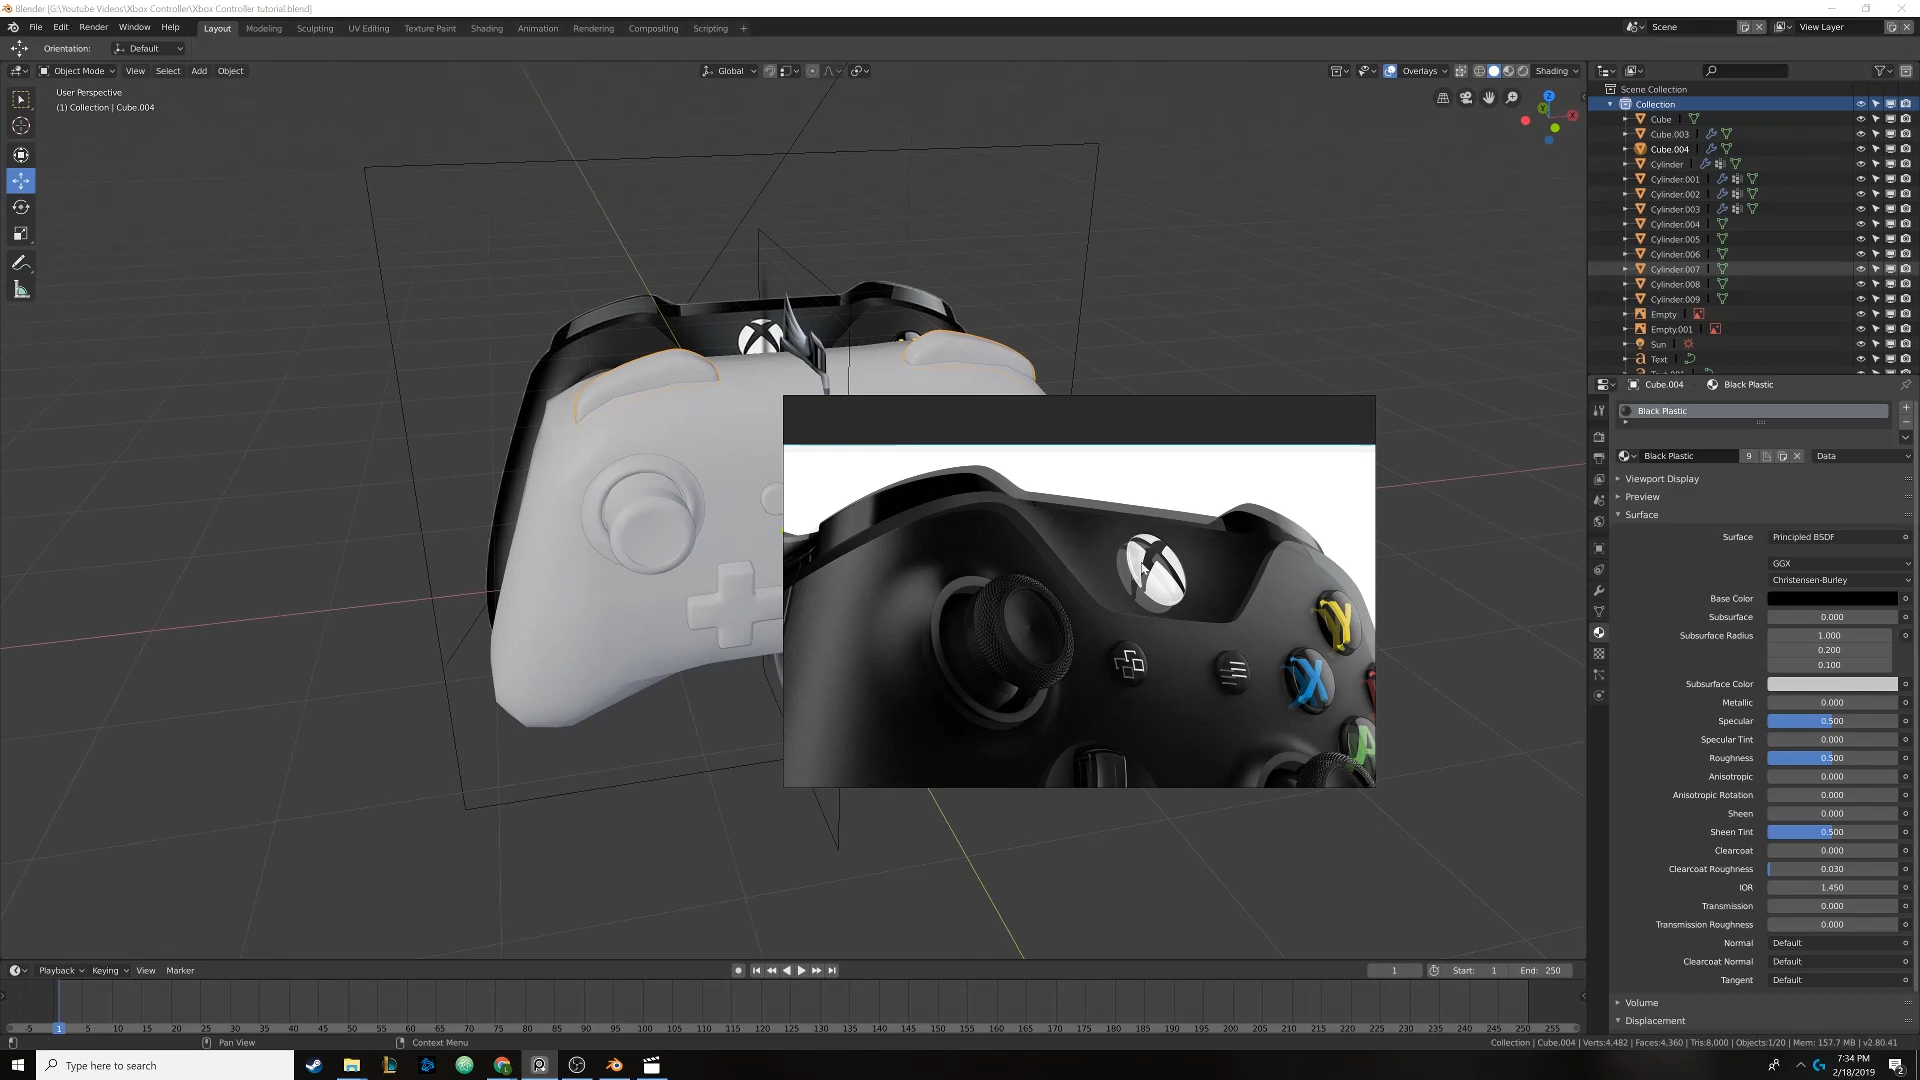 Blender [G:\Youtube Videos\Xbox Controller\Xbox Controller tutorial.blend]
File Edit Render Window Help Layout Modeling Sculpting UV Editing Texture Paint Shading Animation Rendering Compositing Scripting + Scene View Layer
Orientation: Default
Object Mode View Select Add Object Global Overlays Shading
User Perspective
(1) Collection | Cube.004
Z
Y
X
Scene Collection
Collection
Cube
Cube.003
Cube.004
Cylinder
Cylinder.001
Cylinder.002
Cylinder.003
Cylinder.004
Cylinder.005
Cylinder.006
Cylinder.007
Cylinder.008
Cylinder.009
Empty
Empty.001
Sun
Text
Cube.004 Black Plastic
Black Plastic
Black Plastic 9 Data
Viewport Display
Preview
Surface
Surface Principled BSDF
GGX
Christensen-Burley
Base Color
Subsurface 0.000
Subsurface Radius 1.000
0.200
0.100
Subsurface Color
Metallic 0.000
Specular 0.500
Specular Tint 0.000
Roughness 0.500
Anisotropic 0.000
Anisotropic Rotation 0.000
Sheen 0.000
Sheen Tint 0.500
Clearcoat 0.000
Clearcoat Roughness 0.030
IOR 1.450
Transmission 0.000
Transmission Roughness 0.000
Normal Default
Clearcoat Normal Default
Tangent Default
Volume
Displacement
Y
X
A
Playback Keying View Marker 1 Start: 1 End: 250
-5 1 5 10 15 20 25 30 35 40 45 50 55 60 65 70 75 80 85 90 95 100 105 110 115 120 125 130 135 140 145 150 155 160 165 170 175 180 185 190 195 200 205 210 215 220 225 230 235 240 245 250 255
Pan View Context Menu Collection | Cube.004 | Verts:4,482 | Faces:4,360 | Tris:8,000 | Objects:1/20 | Mem: 157.7 MB | v2.80.41
Type here to search
7:34 PM
2/18/2019
2